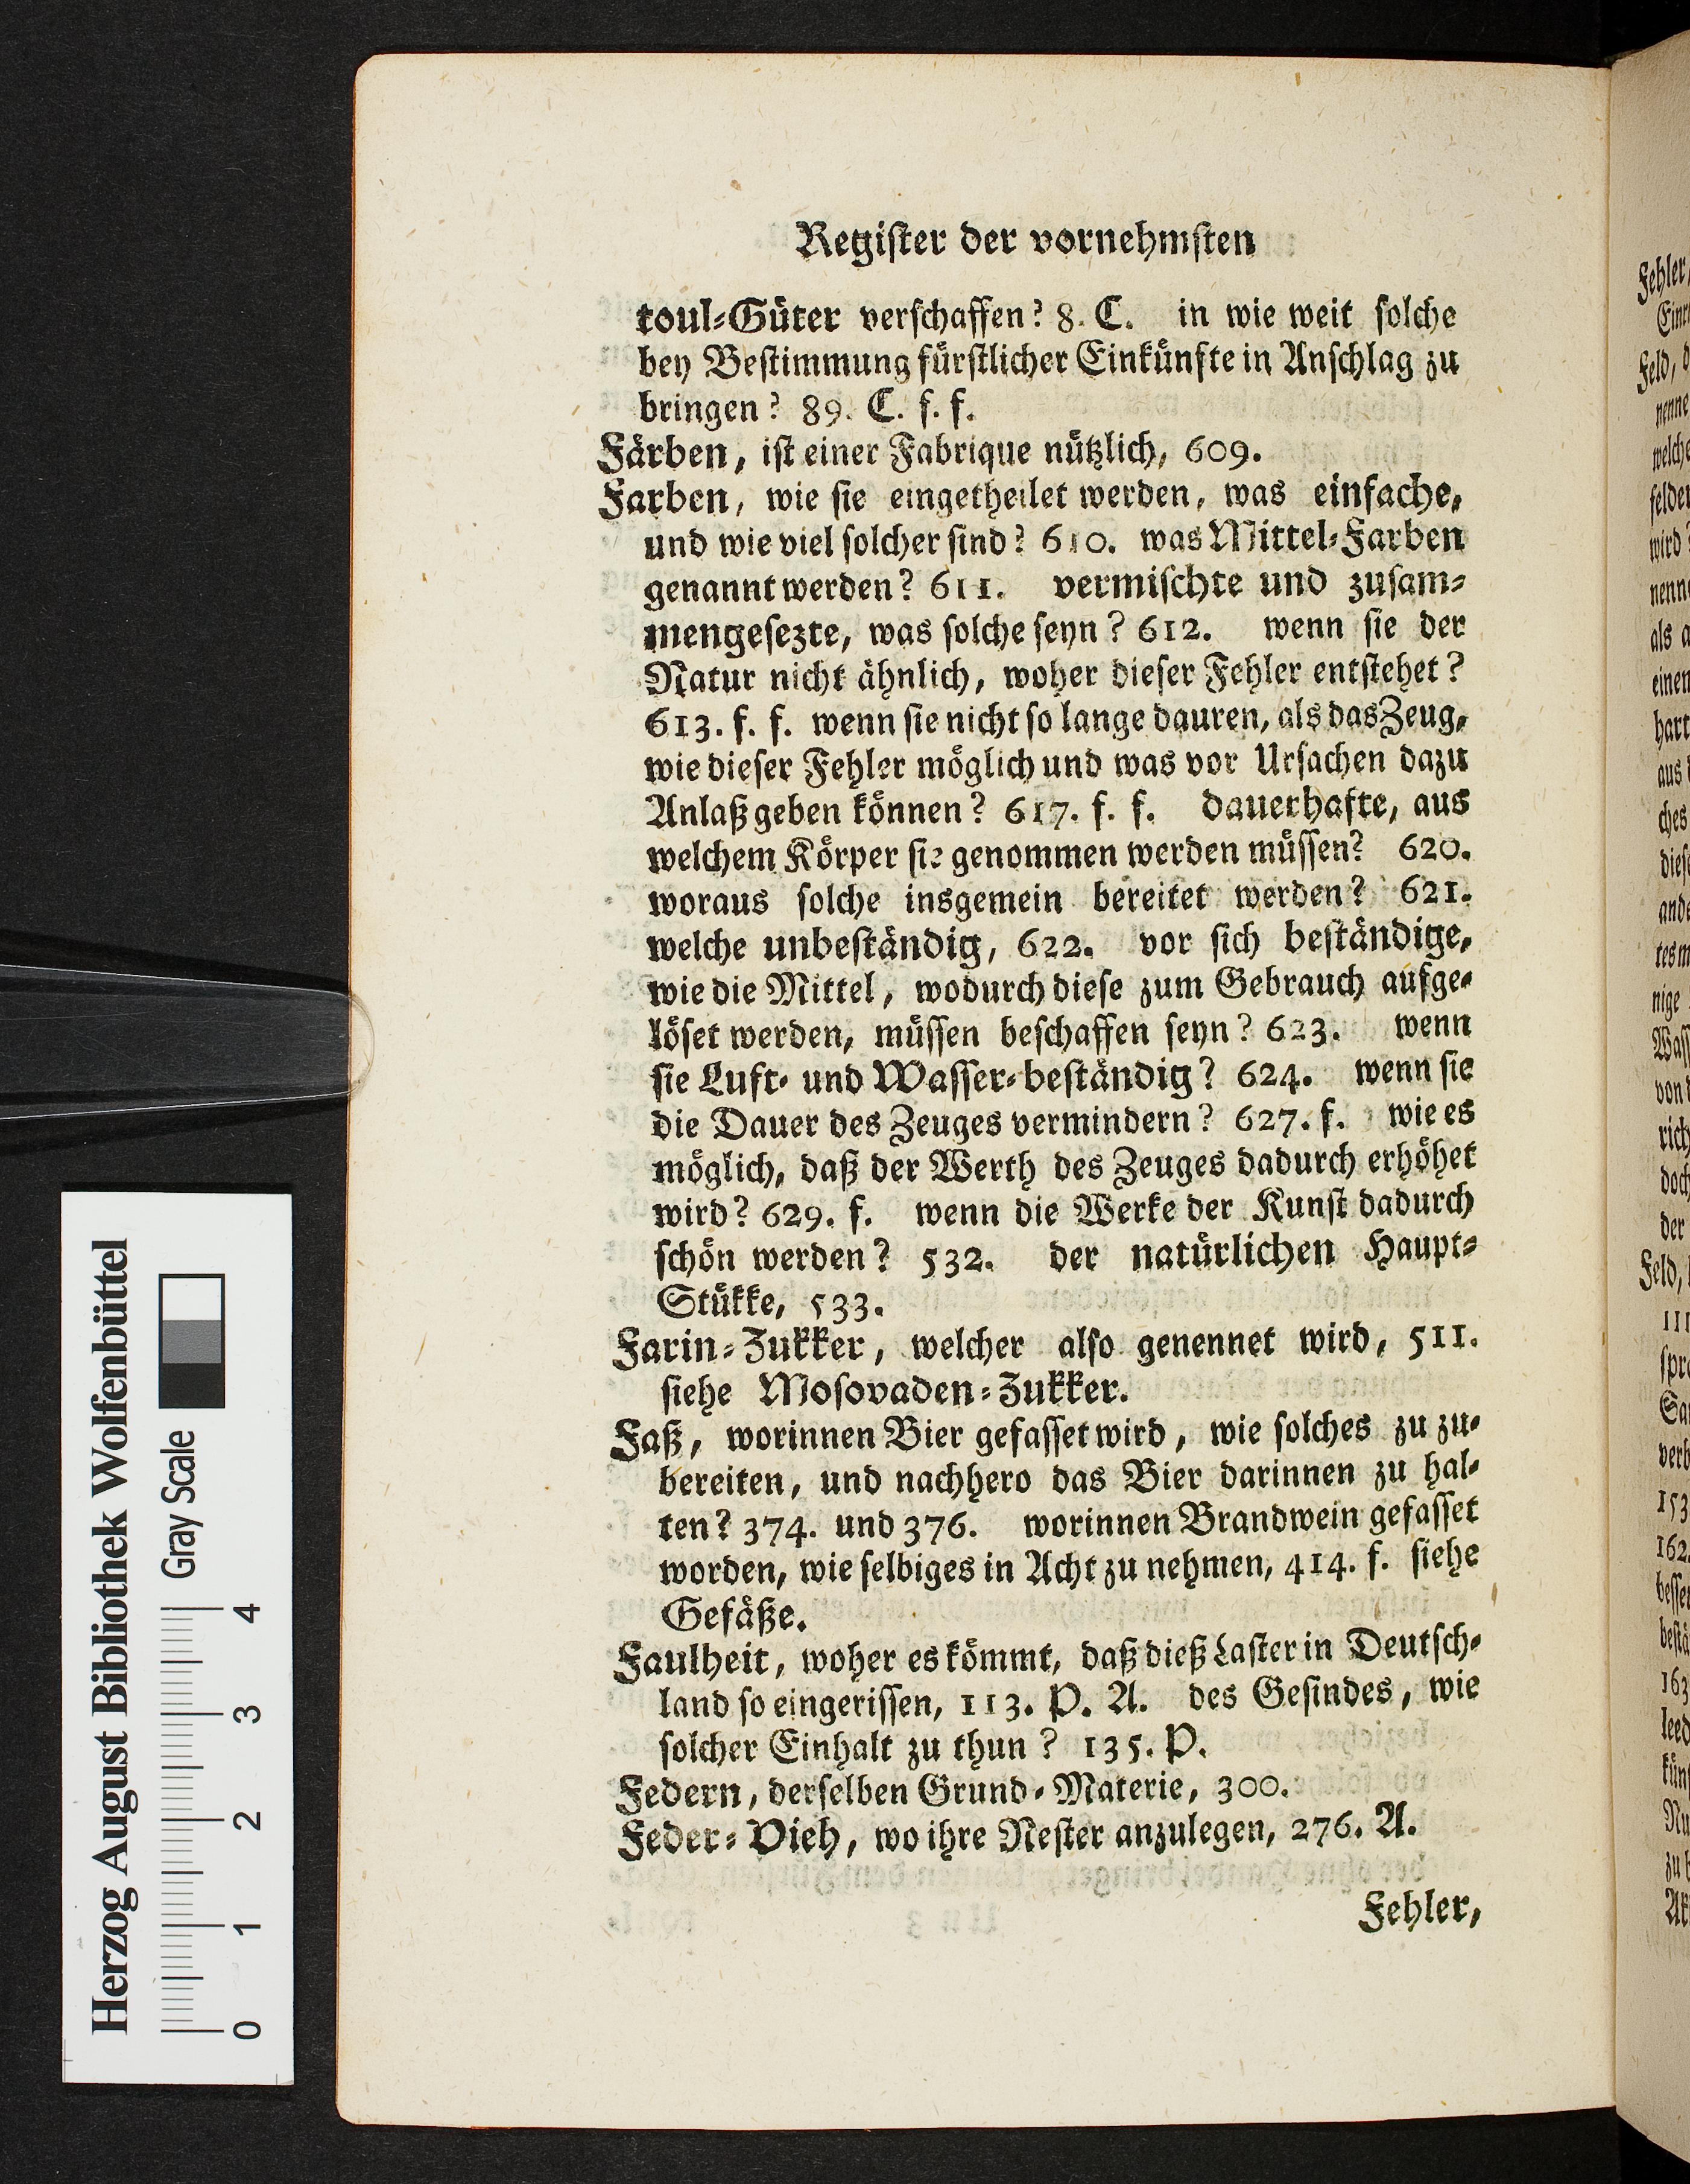 Regiſter der vornehmſten
toul-Güter verſchaffen? 8. C. in wie weit ſolche
bey Beſtimmung fürſtlicher Einkünfte in Anſchlag zu
bringen? 89. C. f. f.
Färben, iſt einer Fabrique nützlich, 609.
Farben, wie ſie eingetheilet werden, was einfache,
und wie viel ſolcher ſind? 610. was Mittel-Farben
genannt werden? 611. vermiſchte und zuſam-
mengeſezte, was ſolche ſeyn? 612. wenn ſie der
Natur nicht ähnlich, woher dieſer Fehler entſtehet?
613. f. f. wenn ſie nicht ſo lange dauren, als das Zeug,
wie dieſer Fehler möglich und was vor Urſachen dazu
Anlaß geben können? 617. f. f. dauerhafte, aus
welchem Körper ſie genommen werden müſſen? 620.
woraus ſolche insgemein bereitet werden? 621.
welche unbeſtändig, 622. vor ſich beſtändige,
wie die Mittel, wodurch dieſe zum Gebrauch aufge-
löſet werden, müſſen beſchaffen ſeyn? 623. wenn
ſie Luft- und Waſſer-beſtändig? 624. wenn ſie
die Dauer des Zeuges vermindern? 627. f. wie es
möglich, daß der Werth des Zeuges dadurch erhöhet
wird? 629. f. wenn die Werke der Kunſt dadurch
ſchön werden? 532. der natürlichen Haupt-
Stükke, 533.
Farin-Zukker, welcher alſo genennet wird, 511.
ſiehe Moſovaden-Zukker.
Faß, worinnen Bier gefaſſet wird, wie ſolches zu zu-
bereiten, und nachhero das Bier darinnen zu hal-
ten? 374. und 376. worinnen Brandwein gefaſſet
worden, wie ſelbiges in Acht zu nehmen, 414. f. ſiehe
Gefäße.
Faulheit, woher es kömmt, daß dieß Laſter in Deutſch-
land ſo eingeriſſen, 113. P. A. des Geſindes, wie
ſolcher Einhalt zu thun? 135. P.
Federn, derſelben Grund-Materie, 300.
Feder-Vieh, wo ihre Neſter anzulegen, 276. A.
Fehler,
Herzog August Bibliothek Wolfenbüttel
Gray Scale
0 1 2 3 4